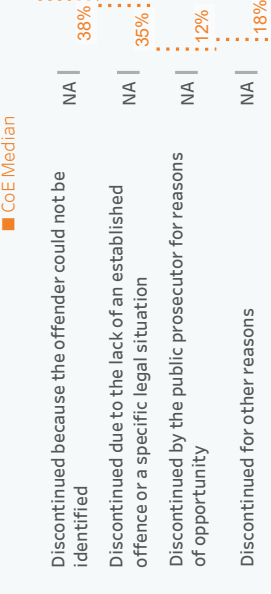 CoE Median
Discontinued because the offender could not be
identified
NA
38%
Discontinued due to the lack of an established
offence or a specific legal situation
NA
35%
Discontinued by the public prosecutor for reasons
of opportunity
NA
12%
Discontinued for other reasons
NA
18%